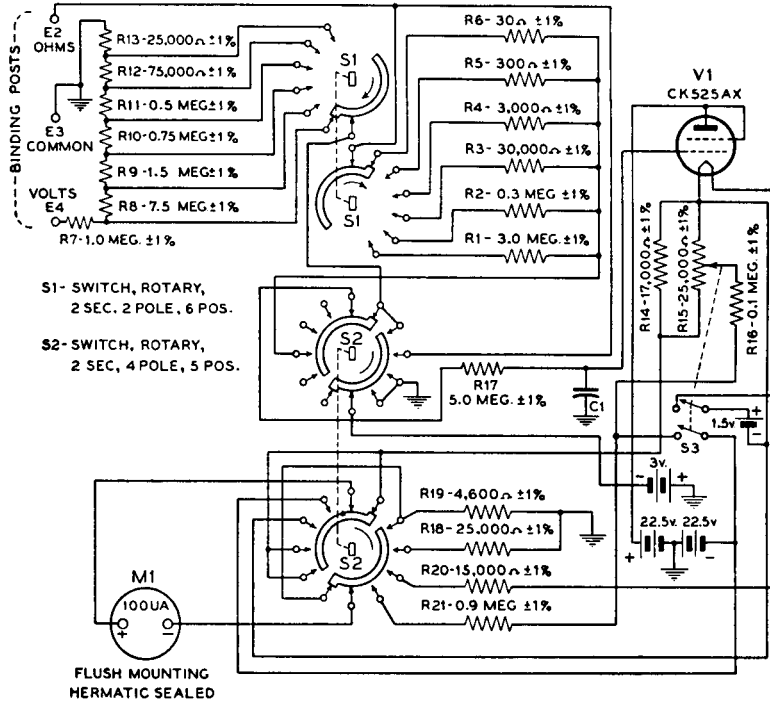 BINDING POSTS
E2
OHMS
E3
COMMON
VOLTS
E4
R13-25,000Ω ±1%
R12-75,000Ω ±1%
R11-0.5 MEG±1%
R10-0.75 MEG±1%
R9-1.5 MEG±1%
R8-7.5 MEG±1%
R7-1.0 MEG. ±1%
S1
S1
R6-30Ω ±1%
R5-300Ω ±1%
R4-3,000Ω ±1%
R3-30,000Ω ±1%
R2-0.3 MEG ±1%
R1-3.0 MEG. ±1%
V1
CK525AX
R14-17,000Ω ±1%
R15-25,000Ω ±1%
R16-0.1 MEG. ±1%
S1- SWITCH, ROTARY,
2 SEC. 2 POLE, 6 POS.
S2- SWITCH, ROTARY,
2 SEC, 4 POLE, 5 POS.
S2
R17
5.0 MEG. ±1%
C1
S3
+
1.5v
-
- 3v. +
22.5v. 22.5v
+ -
R19-4,600Ω ±1%
R18-25,000Ω ±1%
R20-15,000Ω ±1%
R21-0.9 MEG ±1%
S2
M1
100UA
+ -
FLUSH MOUNTING
HERMATIC SEALED